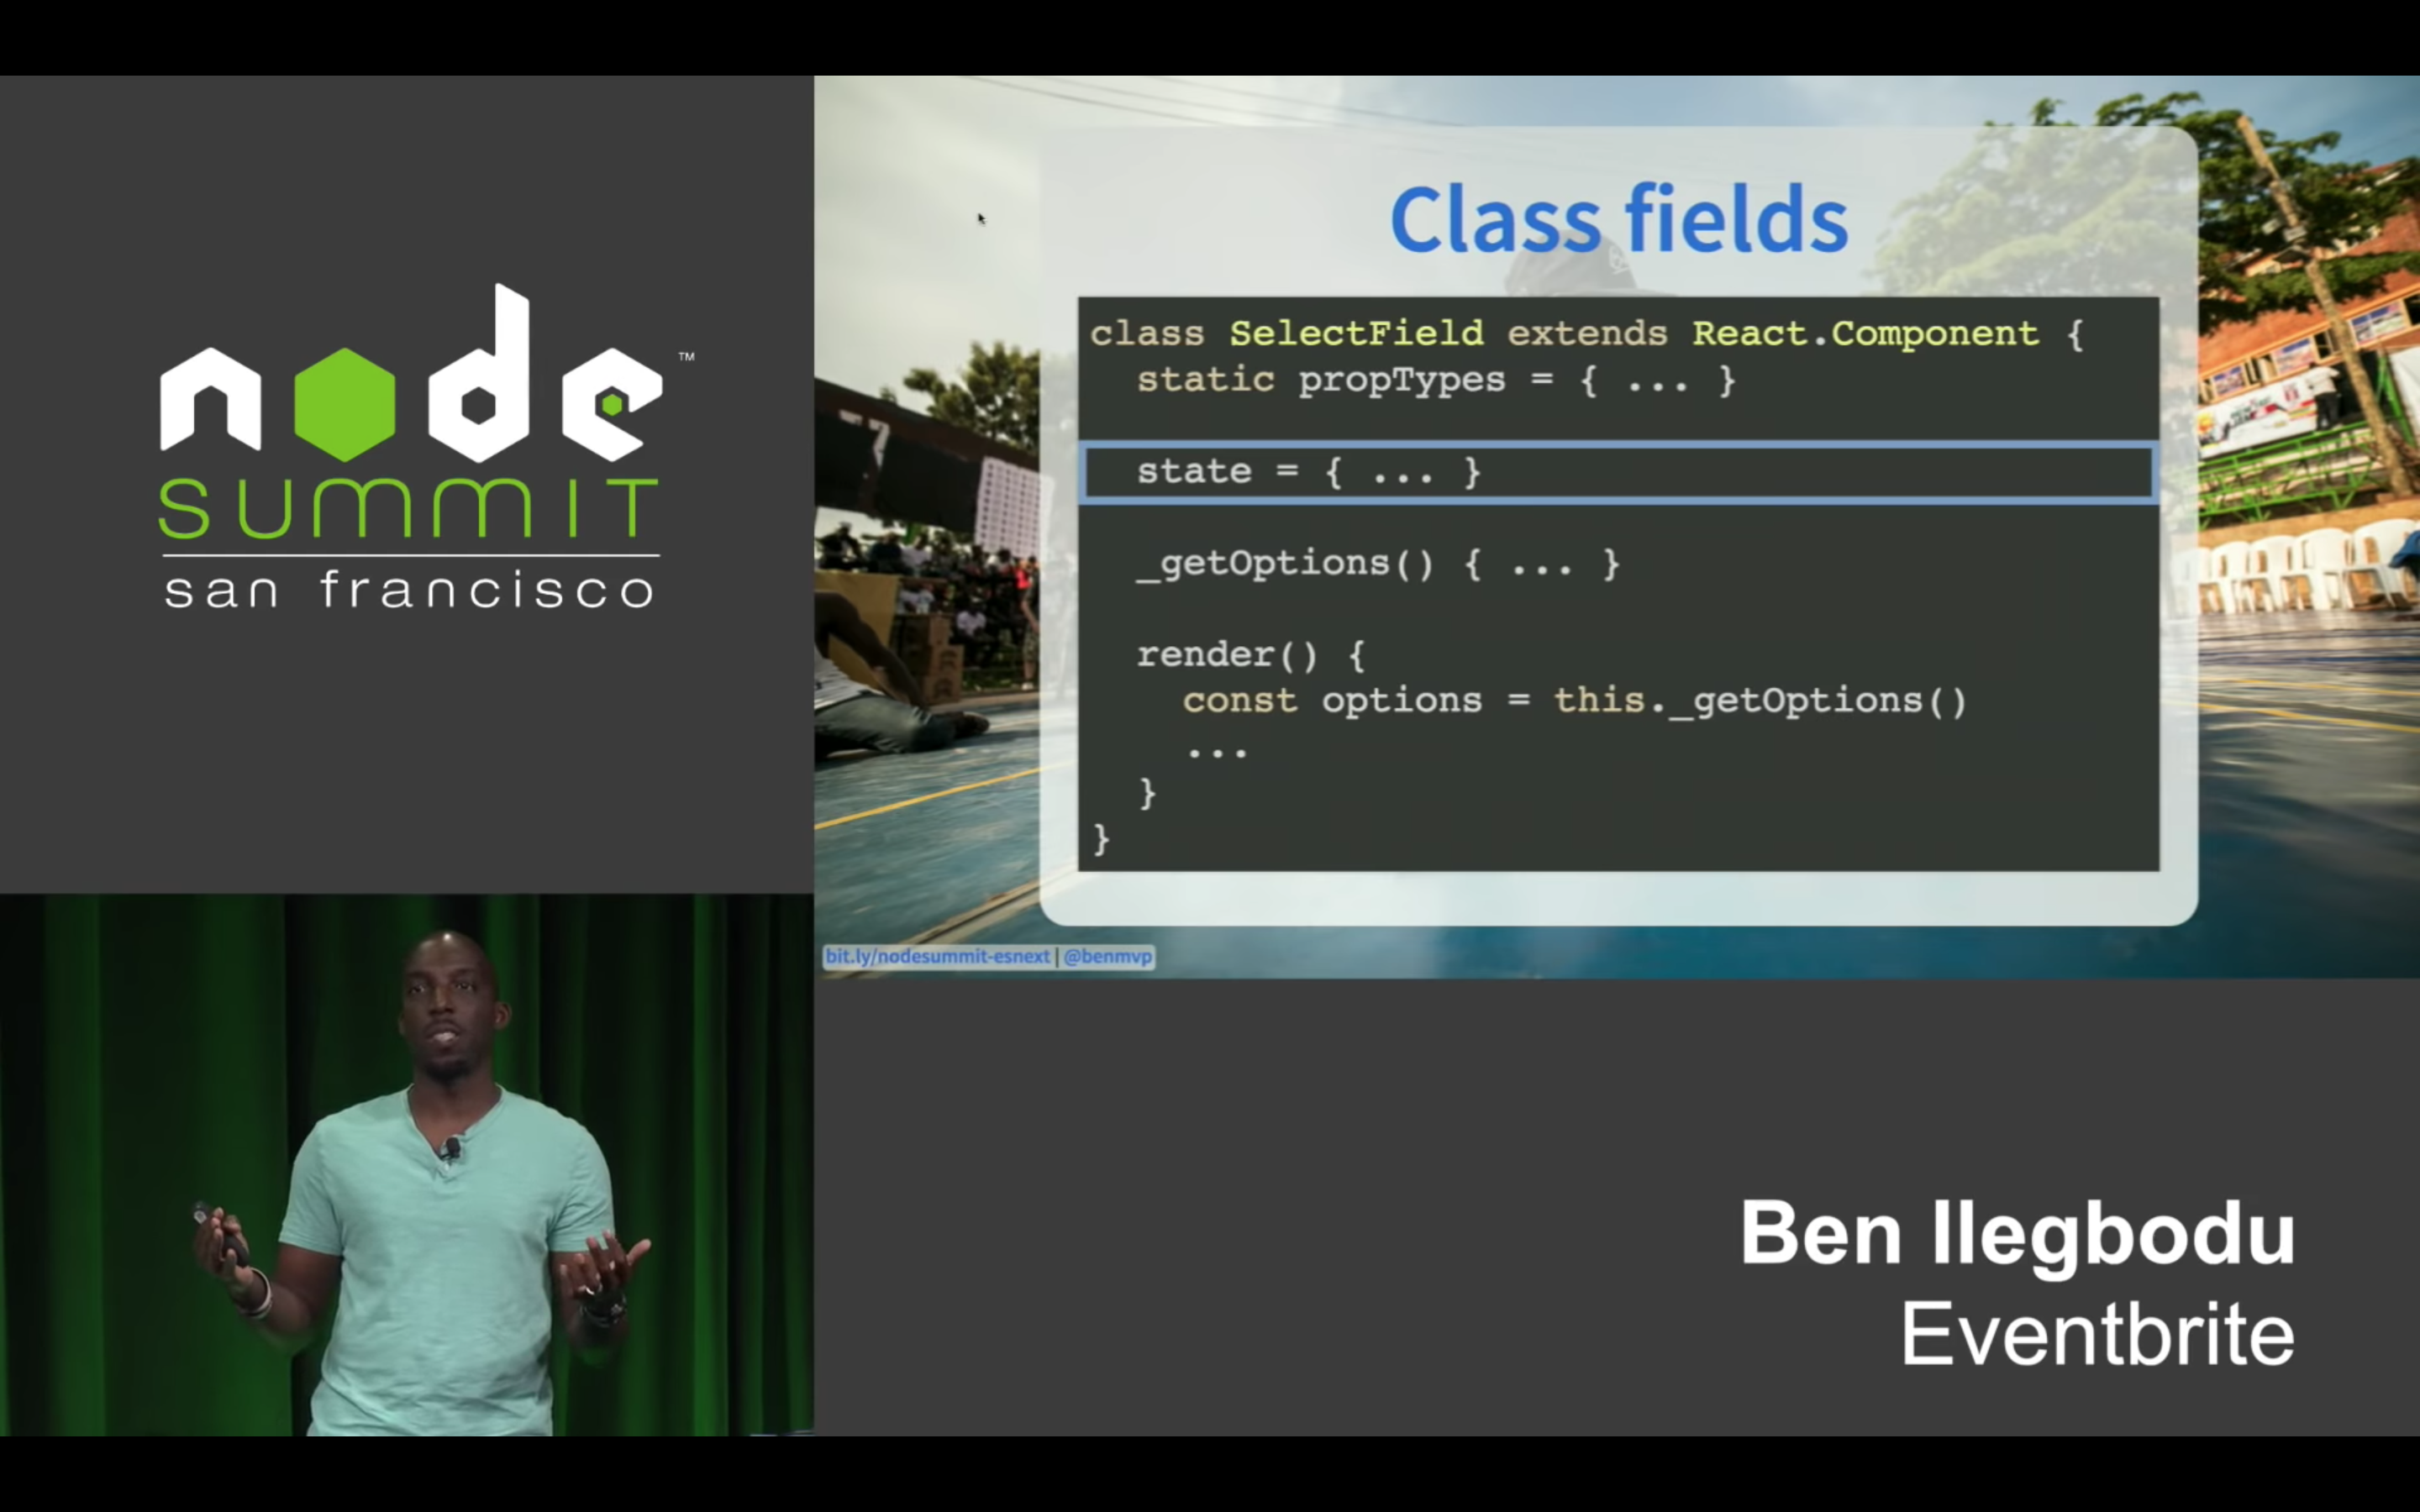 node™
summit
san francisco
Class fields
class SelectField extends React.Component {
static propTypes = { ... }
state = { ... }
_getOptions() { ... }
render() {
const options = this._getOptions()
...
}
}
bit.ly/nodesummit-esnext | @benmvp
Ben Ilegbodu
Eventbrite